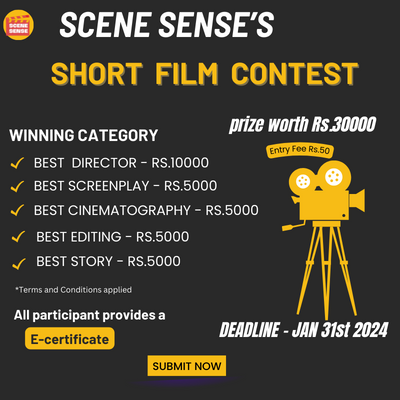 SCENE
SENSE
SCENE SENSE'S
SHORT FILM CONTEST
prize worth Rs.30000
Entry Fee Rs.50
WINNING CATEGORY
BEST DIRECTOR - RS.10000
BEST SCREENPLAY - RS.5000
BEST CINEMATOGRAPHY - RS.5000
BEST EDITING - RS.5000
BEST STORY - RS.5000
*Terms and Conditions applied
All participant provides a
E-certificate
DEADLINE - JAN 31st 2024
SUBMIT NOW